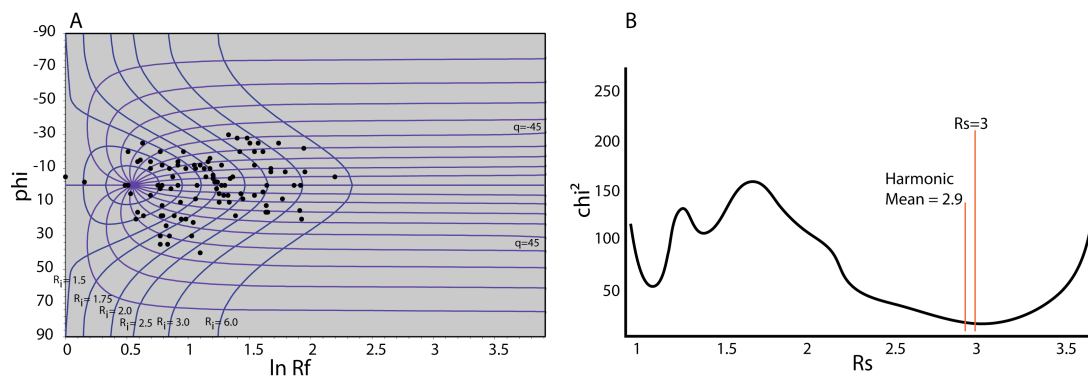 A
-90
-70
-50
-30
-10
10
30
50
70
90
phi
q=-45
q=45
Rᵢ= 1.5
Rᵢ= 1.75
Rᵢ= 2.0
Rᵢ= 2.5
Rᵢ= 3.0
Rᵢ= 6.0
0 0.5 1 1.5 2 2.5 3 3.5
ln Rf
B
250
200
150
100
50
chi²
Rs=3
Harmonic
Mean = 2.9
1 1.5 2 2.5 3 3.5
Rs